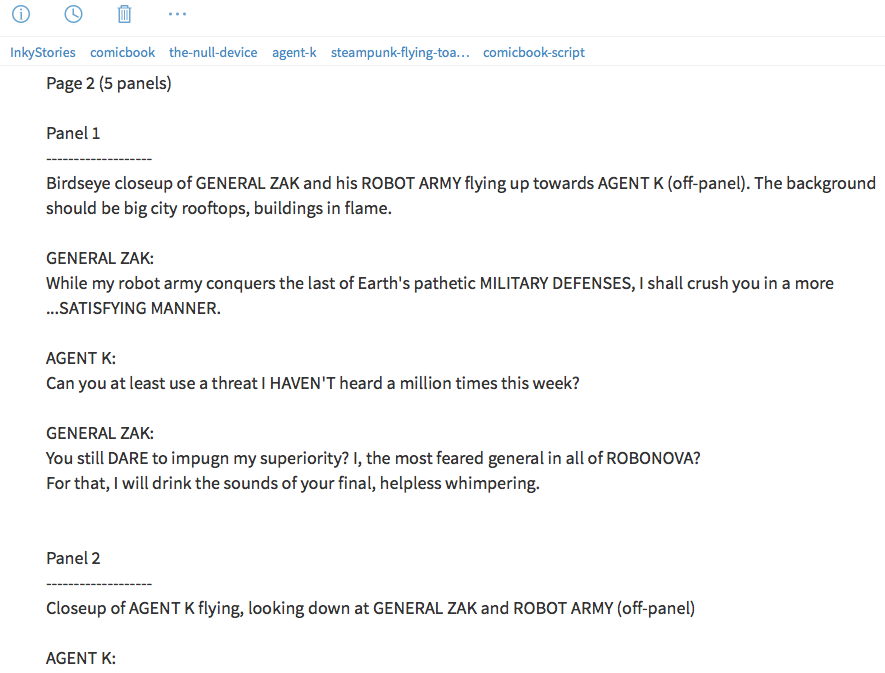 InkyStories comicbook the-null-device agent-k steampunk-flying-toa... comicbook-script
Page 2 (5 panels)
Panel 1
-------------------
Birdseye closeup of GENERAL ZAK and his ROBOT ARMY flying up towards AGENT K (off-panel). The background
should be big city rooftops, buildings in flame.
GENERAL ZAK:
While my robot army conquers the last of Earth's pathetic MILITARY DEFENSES, I shall crush you in a more
...SATISFYING MANNER.
AGENT K:
Can you at least use a threat I HAVEN'T heard a million times this week?
GENERAL ZAK:
You still DARE to impugn my superiority? I, the most feared general in all of ROBONOVA?
For that, I will drink the sounds of your final, helpless whimpering.
Panel 2
-------------------
Closeup of AGENT K flying, looking down at GENERAL ZAK and ROBOT ARMY (off-panel)
AGENT K: